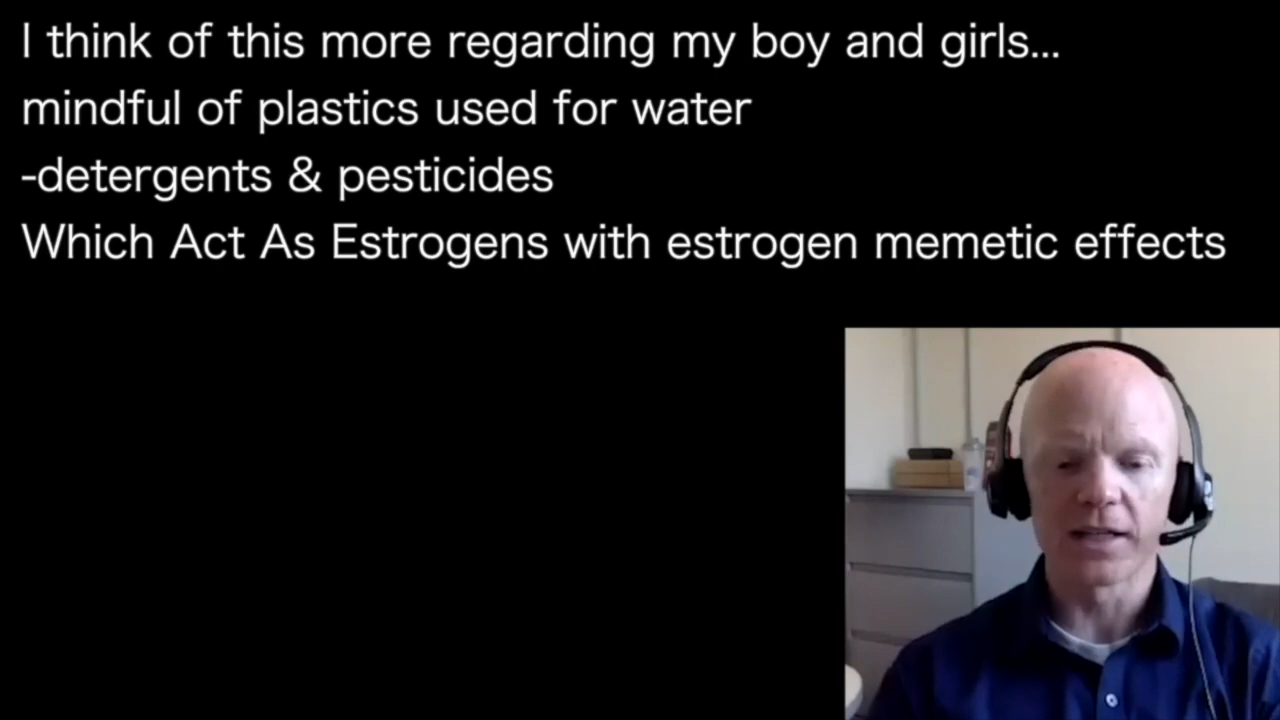 I think of this more regarding my boy and girls...
mindful of plastics used for water
-detergents & pesticides
Which Act As Estrogens with estrogen memetic effects